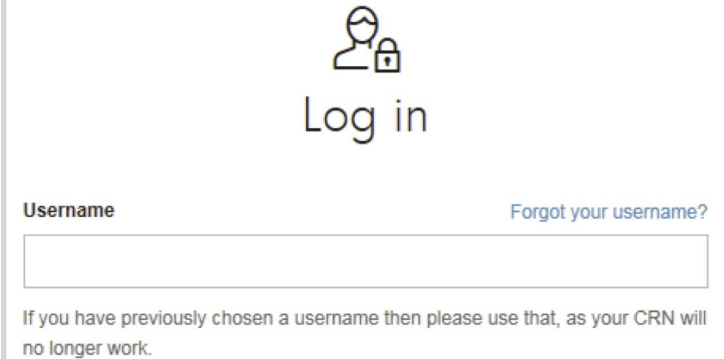 Log in
Username
Forgot your username?
If you have previously chosen a username then please use that, as your CRN will
no longer work.